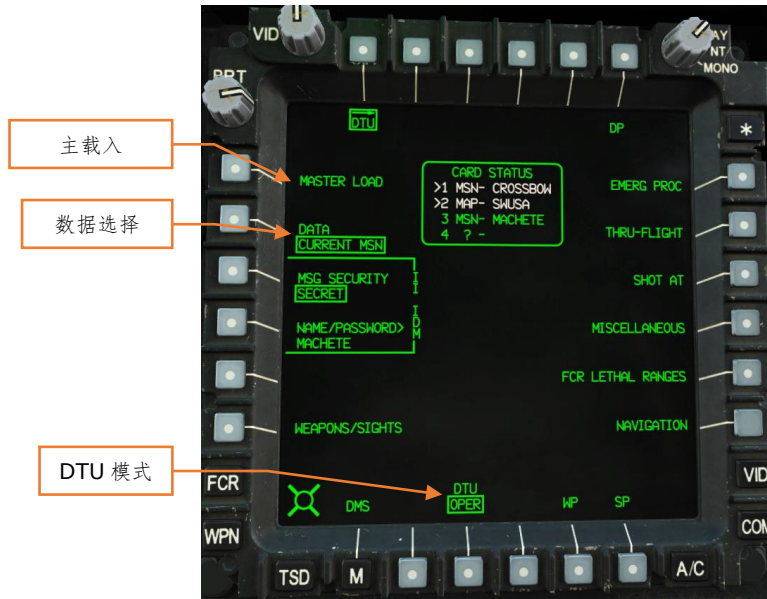 VID
BRT
AY
NT
MONO
*
DTU
DP
主载入
MASTER LOAD
CARD STATUS
>1 MSN- CROSSBOW
>2 MAP- SWUSA
3 MSN- MACHETE
4 ? -
EMERG PROC
数据选择
DATA
CURRENT MSN
THRU-FLIGHT
MSG SECURITY
SECRET
SHOT AT
NAME/PASSWORD>
MACHETE
IDM
MISCELLANEOUS
FCR LETHAL RANGES
WEAPONS/SIGHTS
NAVIGATION
DTU 模式
FCR
VID
DMS
DTU
OPER
WP
SP
WPN
COM
TSD
M
A/C